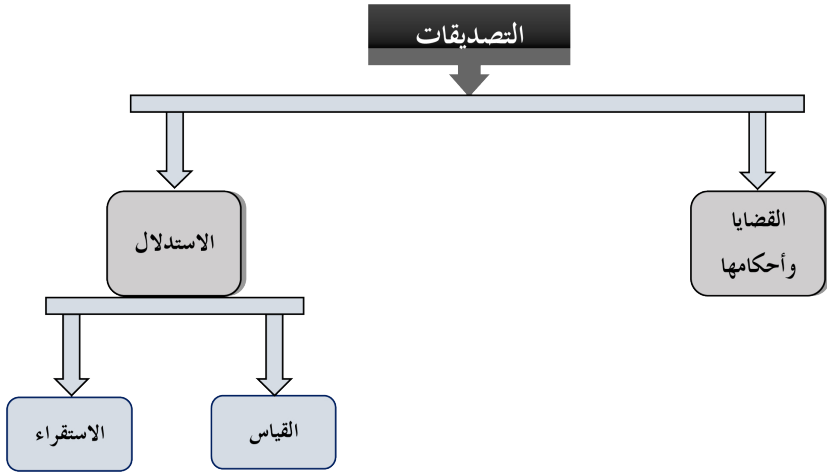 التصديقات
القضايا
وأحكامها
الاستدلال
القياس
الاستقراء